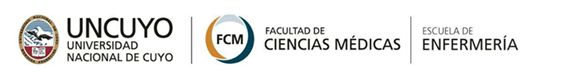 UNCUYO
UNIVERSIDAD
NACIONAL DE CUYO
FCM
FACULTAD DE
CIENCIAS MÉDICAS
ESCUELA DE
ENFERMERÍA